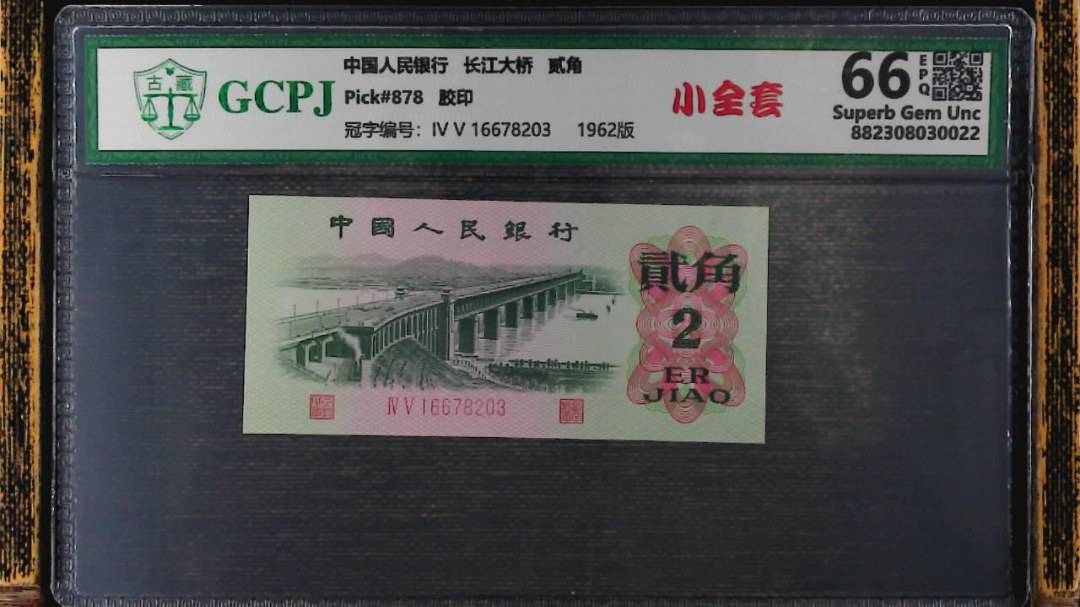 古藏
GCPJ
中国人民银行 长江大桥 贰角
Pick#878 胶印
冠字编号: IV V 16678203 1962版
小全套
66
EPQ
Superb Gem Unc
882308030022
中國人民銀行
貳角
2
ER
JIAO
IV V 16678203